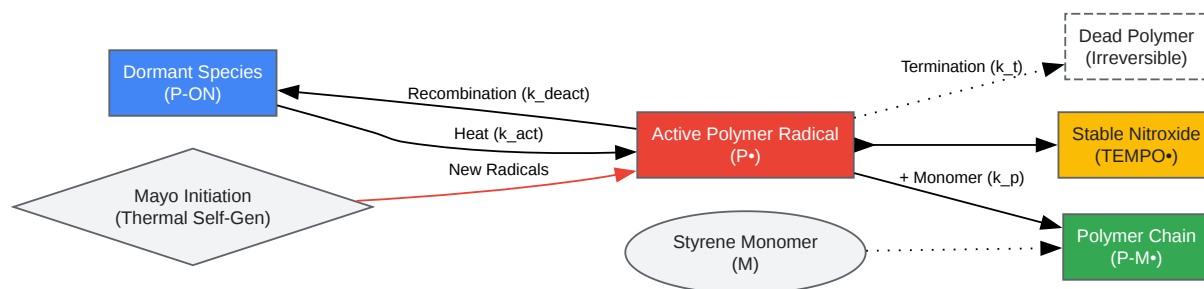 Dead Polymer
(Irreversible)
Termination (k_t)
Dormant Species
(P-ON)
Recombination (k_deact)
Heat (k_act)
Active Polymer Radical
(P•)
Stable Nitroxide
(TEMPO•)
New Radicals
+ Monomer (k_p)
Mayo Initiation
(Thermal Self-Gen)
Styrene Monomer
(M)
Polymer Chain
(P-M•)